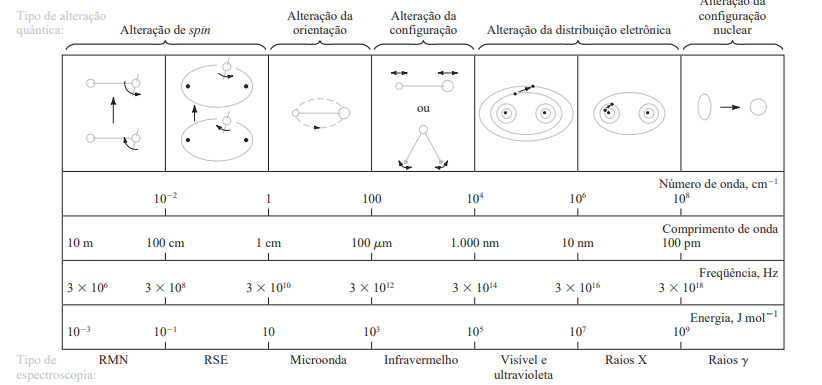 Tipo de alteração
quântica:
Alteração de spin
Alteração da
orientação
Alteração da
configuração
Alteração da distribuição eletrônica
Alteração da
configuração
nuclear
ou
Número de onda, cm⁻¹
10⁻² 1 100 10⁴ 10⁶ 10⁸
Comprimento de onda
10 m 100 cm 1 cm 100 μm 1.000 nm 10 nm 100 pm
Freqüência, Hz
3 × 10⁶ 3 × 10⁸ 3 × 10¹⁰ 3 × 10¹² 3 × 10¹⁴ 3 × 10¹⁶ 3 × 10¹⁸
Energia, J mol⁻¹
10⁻³ 10⁻¹ 10 10³ 10⁵ 10⁷ 10⁹
Tipo de
espectroscopia:
RMN RSE Microonda Infravermelho
Visível e
ultravioleta
Raios X Raios γ